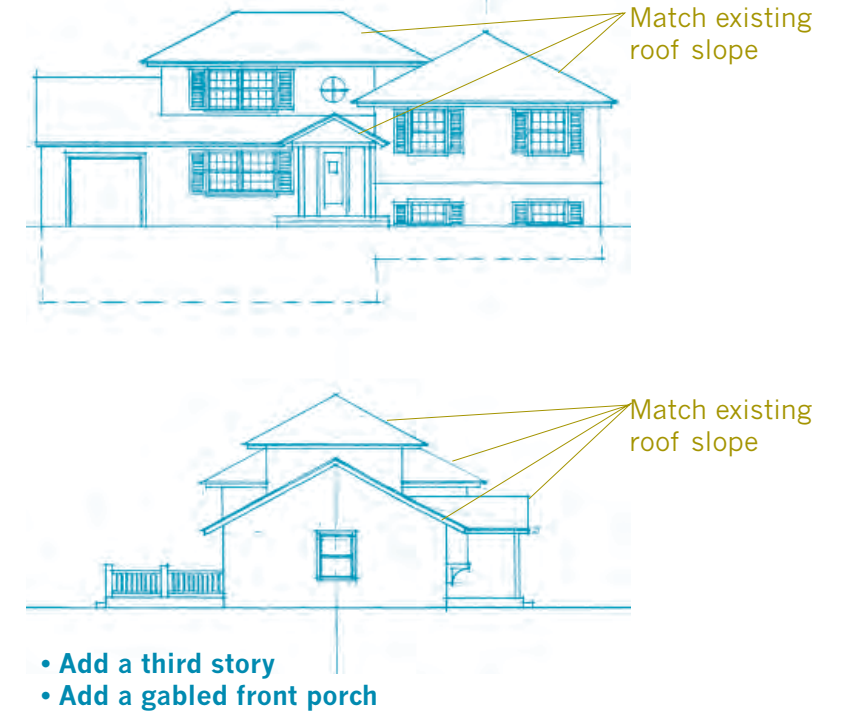 Match existing
roof slope
Match existing
roof slope
• Add a third story
• Add a gabled front porch